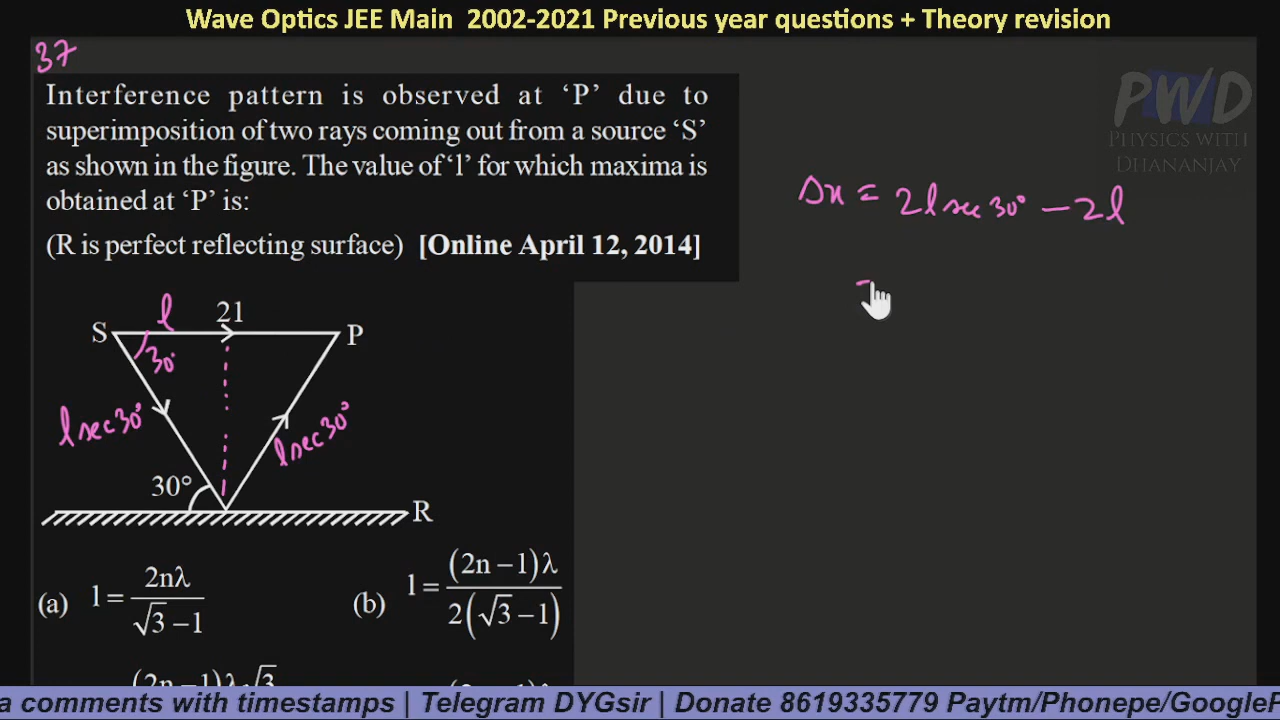 Wave Optics JEE Main 2002-2021 Previous year questions + Theory revision
37
PWD
PHYSICS WITH
DHANANJAY
Interference pattern is observed at ‘P’ due to
superimposition of two rays coming out from a source ‘S’
as shown in the figure. The value of ‘l’ for which maxima is
obtained at ‘P’ is:
(R is perfect reflecting surface) [Online April 12, 2014]
Δx = 2l sec 30° − 2l
=
l 2l
S P
30°
l sec 30° l sec 30°
30°
R
(a) l = 2nλ / (√3 − 1) (b) l = (2n − 1)λ / 2(√3 − 1)
(2n − 1)λ√3
a comments with timestamps | Telegram DYGsir | Donate 8619335779 Paytm/Phonepe/GoogleP